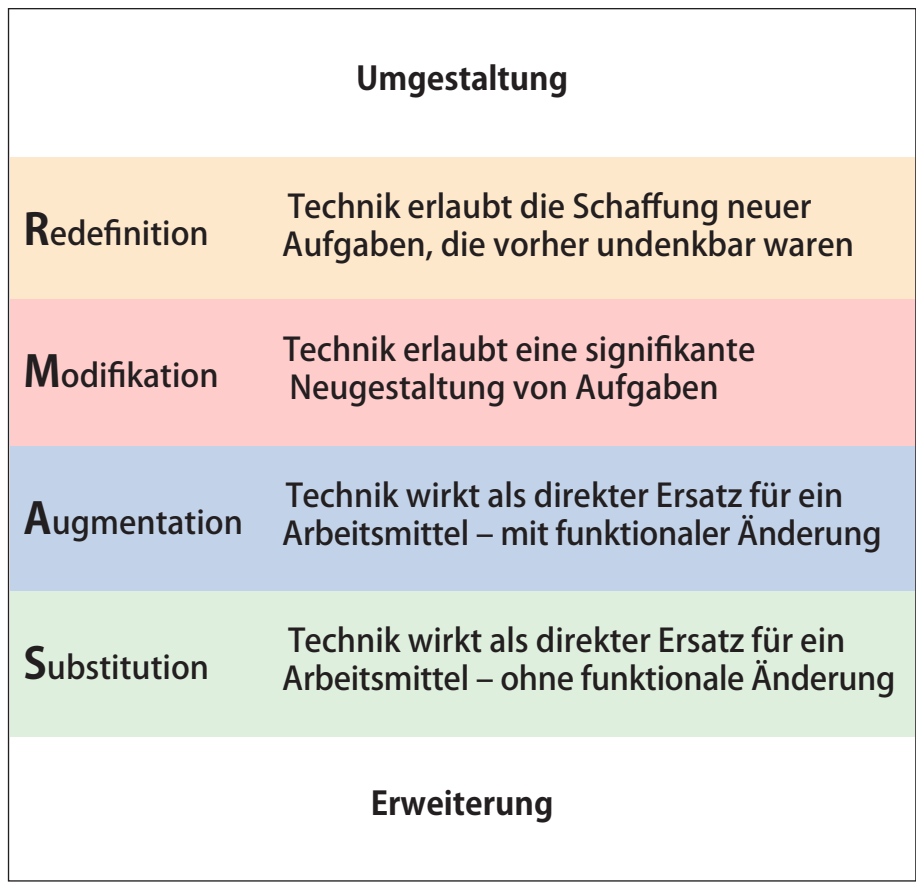 Umgestaltung
Redefinition
Technik erlaubt die Schaffung neuer
Aufgaben, die vorher undenkbar waren
Modifikation
Technik erlaubt eine signifikante
Neugestaltung von Aufgaben
Augmentation
Technik wirkt als direkter Ersatz für ein
Arbeitsmittel – mit funktionaler Änderung
Substitution
Technik wirkt als direkter Ersatz für ein
Arbeitsmittel – ohne funktionale Änderung
Erweiterung